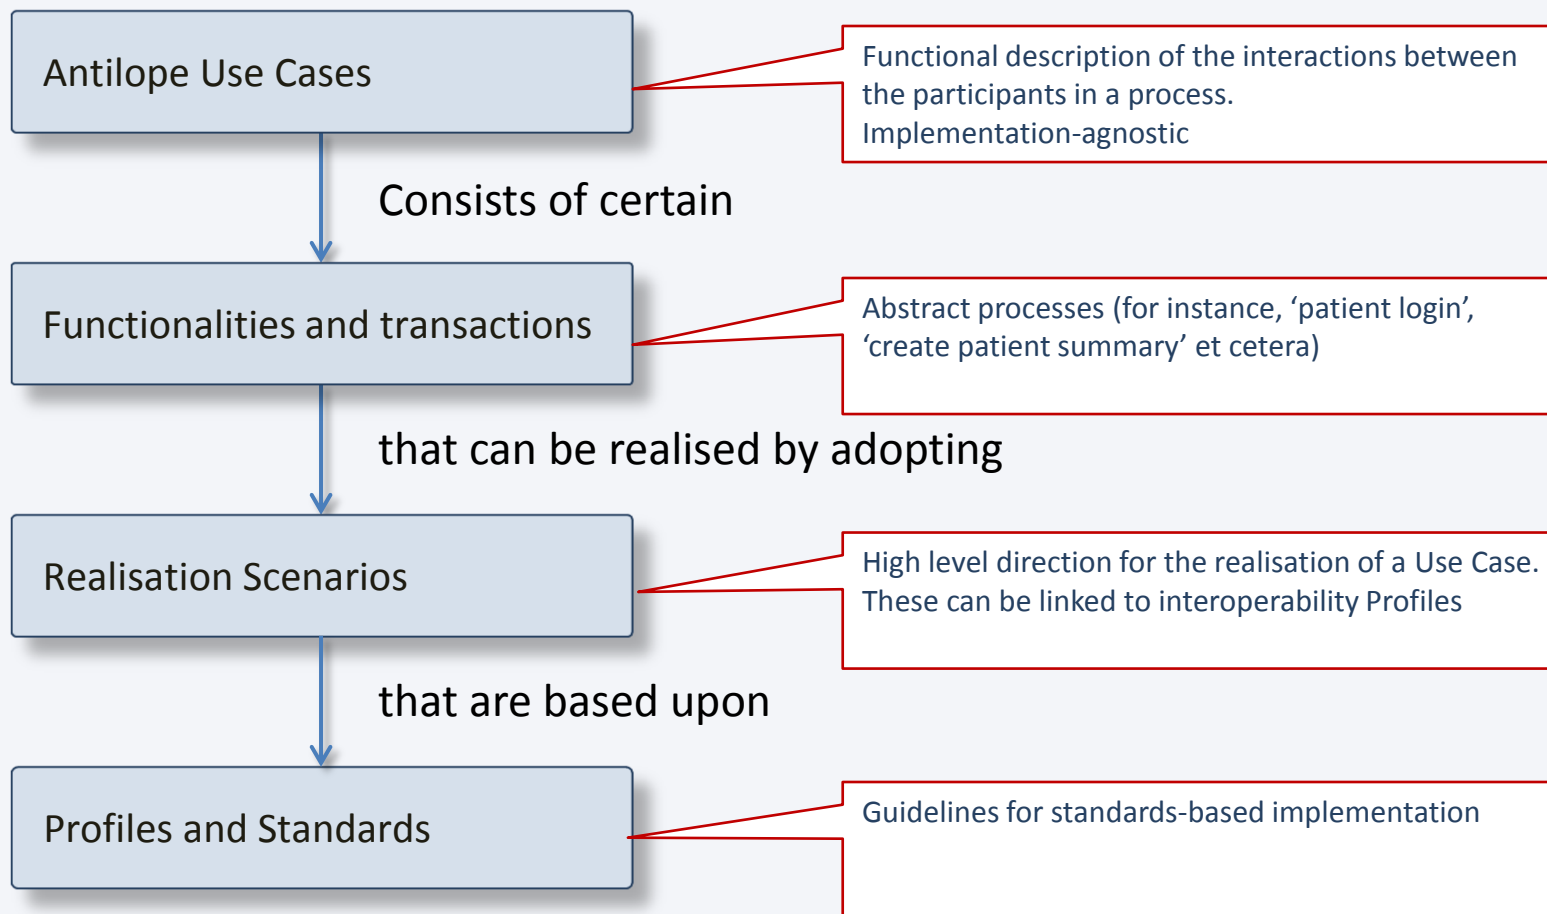 Antilope Use Cases
Functional description of the interactions between
the participants in a process.
Implementation-agnostic
Consists of certain
Functionalities and transactions
Abstract processes (for instance, ‘patient login’,
‘create patient summary’ et cetera)
that can be realised by adopting
Realisation Scenarios
High level direction for the realisation of a Use Case.
These can be linked to interoperability Profiles
that are based upon
Profiles and Standards
Guidelines for standards-based implementation